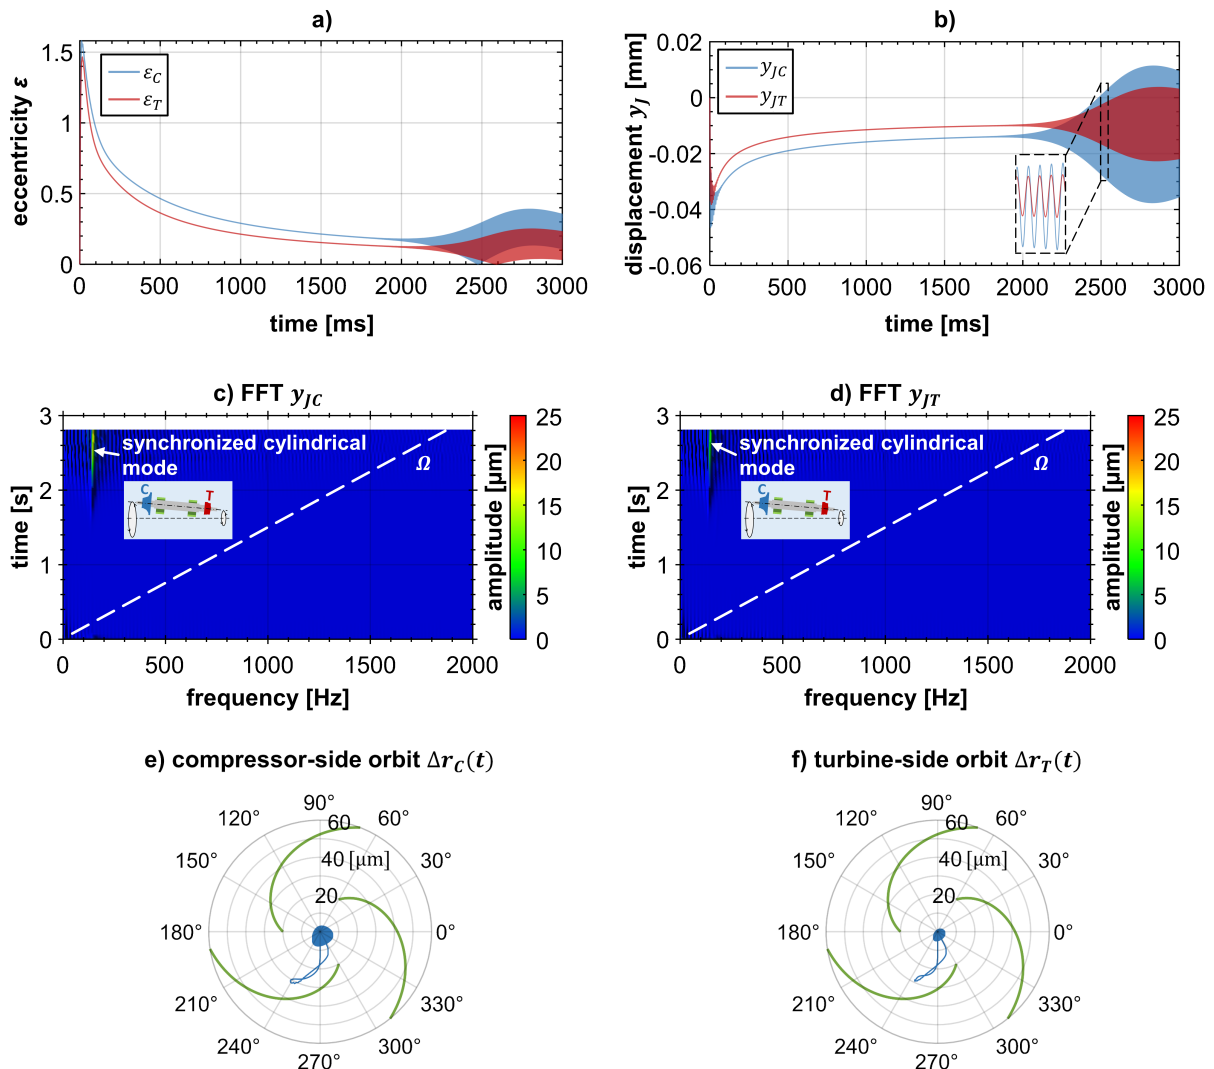 a)
b)
1.5
1
0.5
0
eccentricity ε
ε_C
ε_T
0 500 1000 1500 2000 2500 3000
time [ms]
0.02
0
-0.02
-0.04
-0.06
displacement y_J [mm]
y_JC
y_JT
0 500 1000 1500 2000 2500 3000
time [ms]
c) FFT y_JC
3
2
1
0
time [s]
synchronized cylindrical
mode
Ω
C
T
0 500 1000 1500 2000
frequency [Hz]
25
20
15
10
5
0
amplitude [μm]
d) FFT y_JT
3
2
1
0
time [s]
synchronized cylindrical
mode
Ω
C
T
0 500 1000 1500 2000
frequency [Hz]
25
20
15
10
5
0
amplitude [μm]
e) compressor-side orbit Δr_C(t)
90°
120° 60°
60
150° 40 [μm] 30°
20
180° 0°
210° 330°
240° 300°
270°
f) turbine-side orbit Δr_T(t)
90°
120° 60°
60
150° 40 [μm] 30°
20
180° 0°
210° 330°
240° 300°
270°